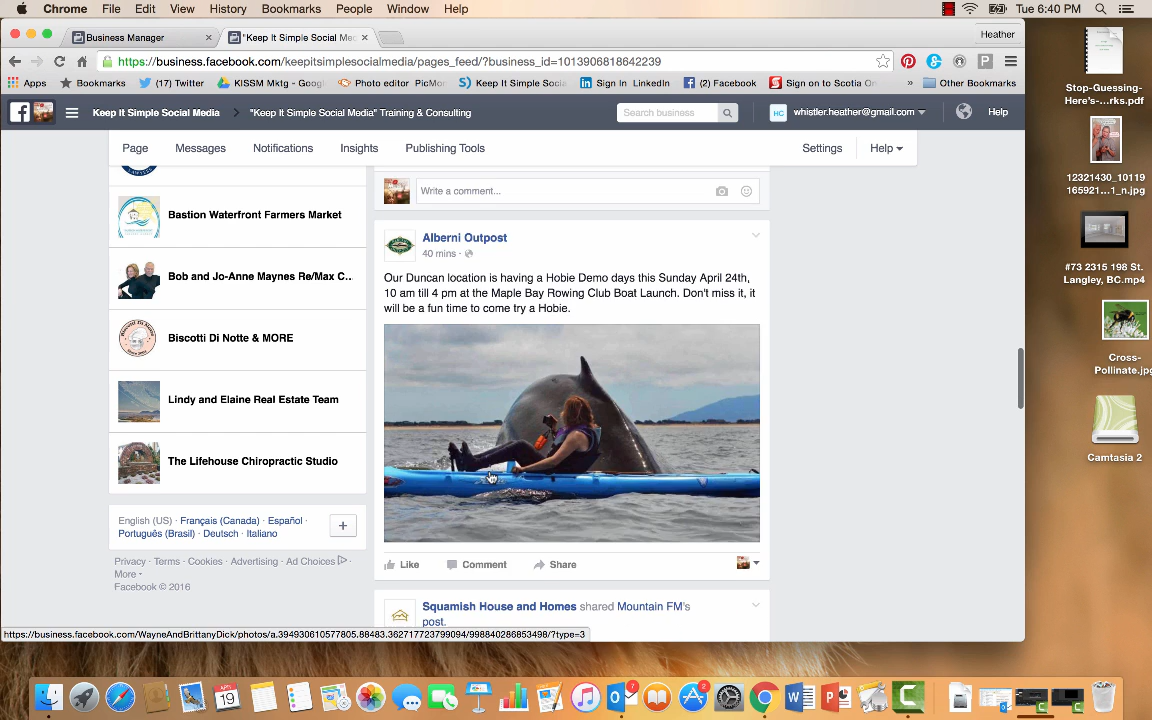 Chrome File Edit View History Bookmarks People Window Help Tue 6:40 PM
Business Manager × "Keep It Simple Social Med × Heather
https://business.facebook.com/keepitsimplesocialmedia/pages_feed/?business_id=1013906818642239
Apps Bookmarks (17) Twitter KISSM Mktg - Googl Photo editor PicMon Keep It Simple Socia Sign In LinkedIn (2) Facebook Sign on to Scotia On » Other Bookmarks
Keep It Simple Social Media > "Keep It Simple Social Media" Training & Consulting Search business HC whistler.heather@gmail.com Help
Page Messages Notifications Insights Publishing Tools Settings Help
Write a comment...
Bastion Waterfront Farmers Market
Bob and Jo-Anne Maynes Re/Max C...
Biscotti Di Notte & MORE
Lindy and Elaine Real Estate Team
The Lifehouse Chiropractic Studio
English (US) · Français (Canada) · Español ·
Português (Brasil) · Deutsch · Italiano
+
Privacy · Terms · Cookies · Advertising · Ad Choices ·
More
Facebook © 2016
Alberni Outpost
40 mins ·
Our Duncan location is having a Hobie Demo days this Sunday April 24th,
10 am till 4 pm at the Maple Bay Rowing Club Boat Launch. Don't miss it, it
will be a fun time to come try a Hobie.
Like Comment Share
Squamish House and Homes shared Mountain FM's
post.
https://business.facebook.com/WayneAndBrittanyDick/photos/a.394930610577805.88483.362717723799094/998840286853498/?type=3
Stop-Guessing-
Here's-...rks.pdf
12321430_10119
165921...1_n.jpg
#73 2315 198 St.
Langley, BC.mp4
Cross-
Pollinate.jpg
Camtasia 2
APR
19
7
2